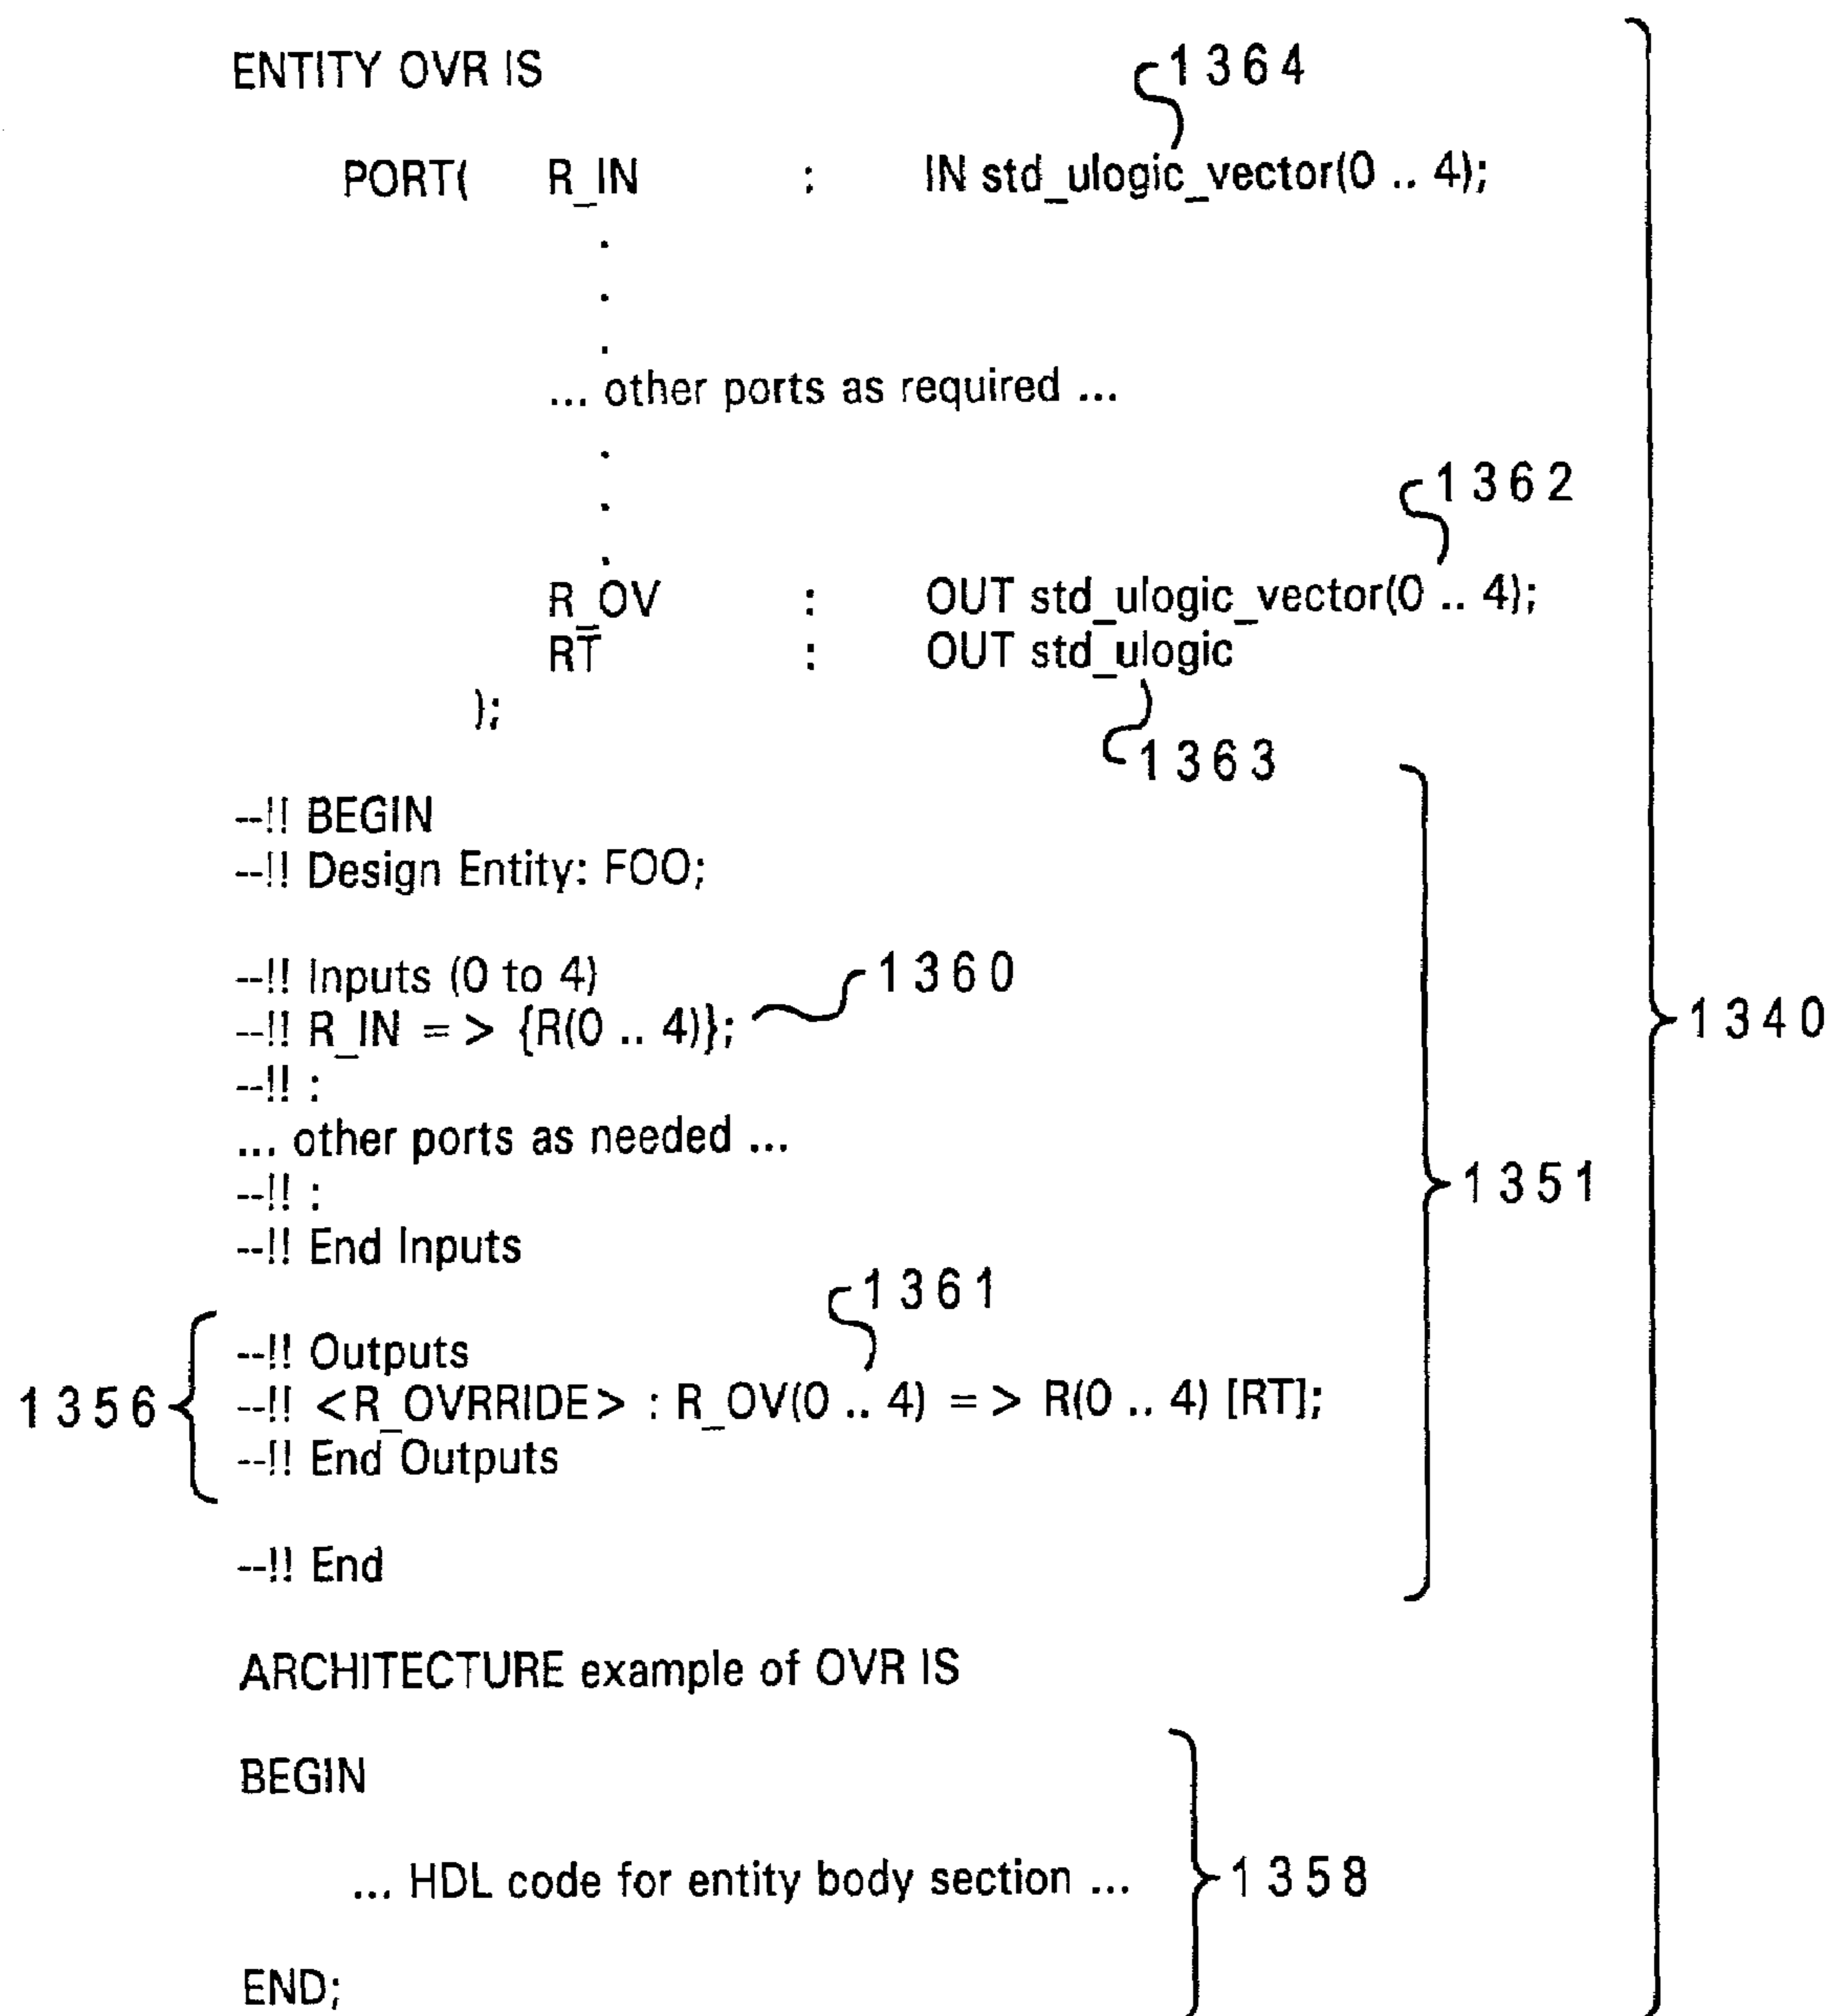 ENTITY OVR IS
1364
PORT( R_IN : IN std_ulogic_vector(0 .. 4);
.
.
.
... other ports as required ...
.
.
.
1362
R_OV : OUT std_ulogic_vector(0 .. 4);
RT : OUT std_ulogic
);
1363
--!! BEGIN
--!! Design Entity: FOO;
--!! Inputs (0 to 4)
1360
--!! R_IN = > {R(0 .. 4)};
1340
--!! :
... other ports as needed ...
--!! :
1351
--!! End Inputs
1361
--!! Outputs
1356 --!! <R_OVRRIDE> : R_OV(0 .. 4) = > R(0 .. 4) [RT];
--!! End Outputs
--!! End
ARCHITECTURE example of OVR IS
BEGIN
... HDL code for entity body section ... 1358
END;